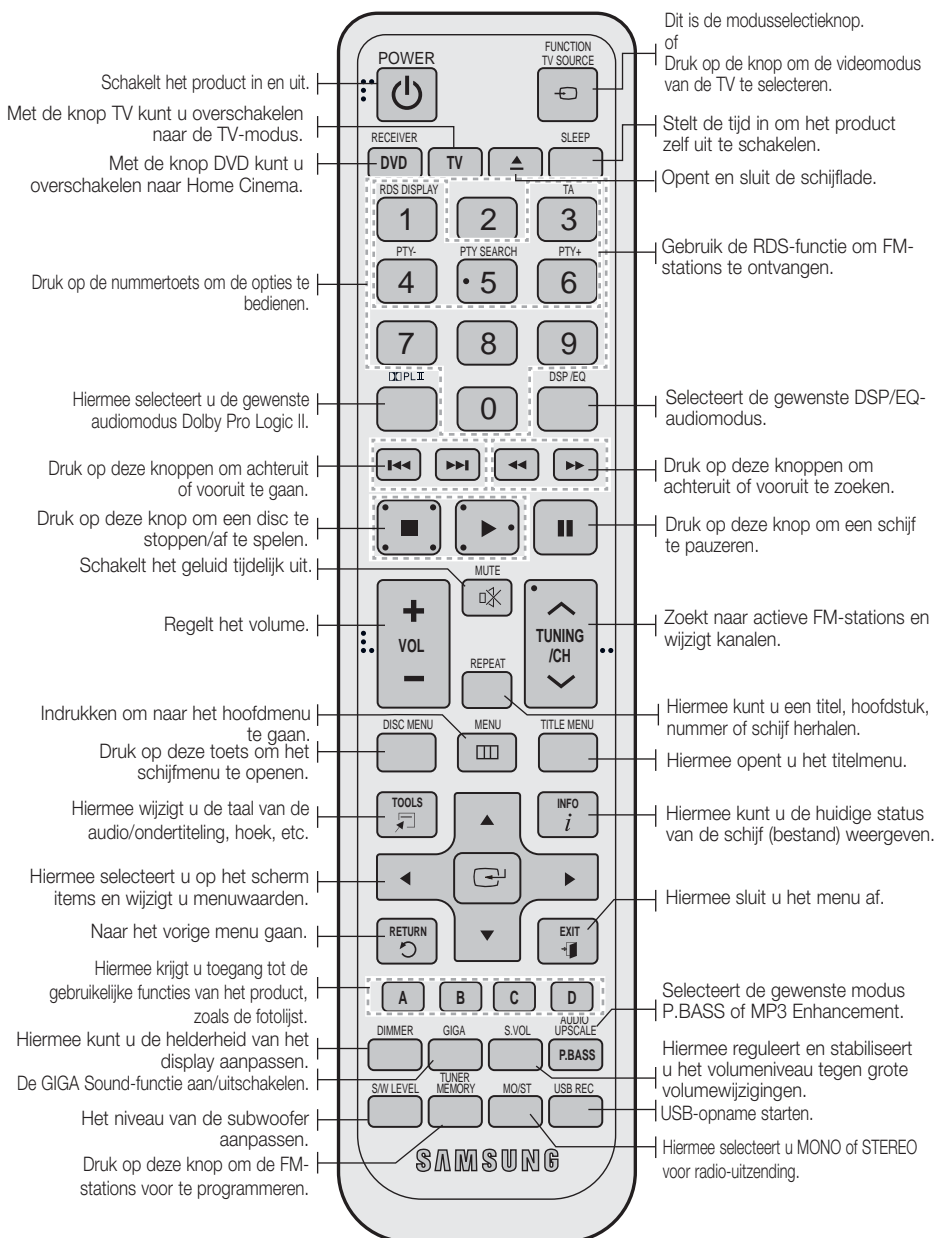 Schakelt het product in en uit.
Met de knop TV kunt u overschakelen
naar de TV-modus.
Met de knop DVD kunt u
overschakelen naar Home Cinema.
Druk op de nummertoets om de opties te
bedienen.
Hiermee selecteert u de gewenste
audiomodus Dolby Pro Logic II.
Druk op deze knoppen om achteruit
of vooruit te gaan.
Druk op deze knop om een disc te
stoppen/af te spelen.
Schakelt het geluid tijdelijk uit.
Regelt het volume.
Indrukken om naar het hoofdmenu
te gaan.
Druk op deze toets om het
schijfmenu te openen.
Hiermee wijzigt u de taal van de
audio/ondertiteling, hoek, etc.
Hiermee selecteert u op het scherm
items en wijzigt u menuwaarden.
Naar het vorige menu gaan.
Hiermee krijgt u toegang tot de
gebruikelijke functies van het product,
zoals de fotolijst.
Hiermee kunt u de helderheid van het
display aanpassen.
De GIGA Sound-functie aan/uitschakelen.
Het niveau van de subwoofer
aanpassen.
Druk op deze knop om de FM-
stations voor te programmeren.
POWER
FUNCTION
TV SOURCE
RECEIVER
SLEEP
DVD
TV
RDS DISPLAY
TA
1
2
3
PTY-
PTY SEARCH
PTY+
4
5
6
7
8
9
PL II
DSP /EQ
0
MUTE
+
VOL
−
TUNING
/CH
REPEAT
DISC MENU
MENU
TITLE MENU
TOOLS
INFO
i
RETURN
EXIT
A
B
C
D
DIMMER
GIGA
S.VOL
AUDIO
UPSCALE
P.BASS
S/W LEVEL
TUNER
MEMORY
MO/ST
USB REC
SAMSUNG
Dit is de modusselectieknop.
of
Druk op de knop om de videomodus
van de TV te selecteren.
Stelt de tijd in om het product
zelf uit te schakelen.
Opent en sluit de schijflade.
Gebruik de RDS-functie om FM-
stations te ontvangen.
Selecteert de gewenste DSP/EQ-
audiomodus.
Druk op deze knoppen om
achteruit of vooruit te zoeken.
Druk op deze knop om een schijf
te pauzeren.
Zoekt naar actieve FM-stations en
wijzigt kanalen.
Hiermee kunt u een titel, hoofdstuk,
nummer of schijf herhalen.
Hiermee opent u het titelmenu.
Hiermee kunt u de huidige status
van de schijf (bestand) weergeven.
Hiermee sluit u het menu af.
Selecteert de gewenste modus
P.BASS of MP3 Enhancement.
Hiermee reguleert en stabiliseert
u het volumeniveau tegen grote
volumewijzigingen.
USB-opname starten.
Hiermee selecteert u MONO of STEREO
voor radio-uitzending.